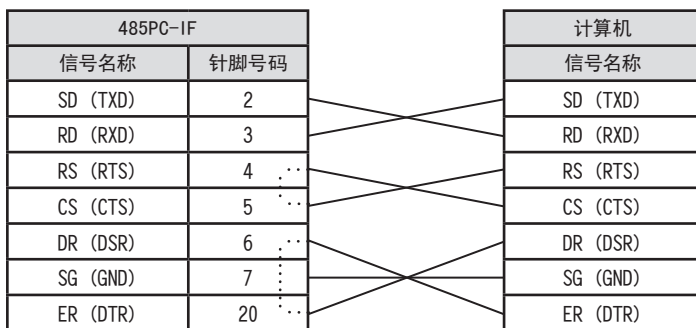 485PC-IF 计算机
信号名称 针脚号码 信号名称
SD (TXD) 2 SD (TXD)
RD (RXD) 3 RD (RXD)
RS (RTS) 4 RS (RTS)
CS (CTS) 5 CS (CTS)
DR (DSR) 6 DR (DSR)
SG (GND) 7 SG (GND)
ER (DTR) 20 ER (DTR)